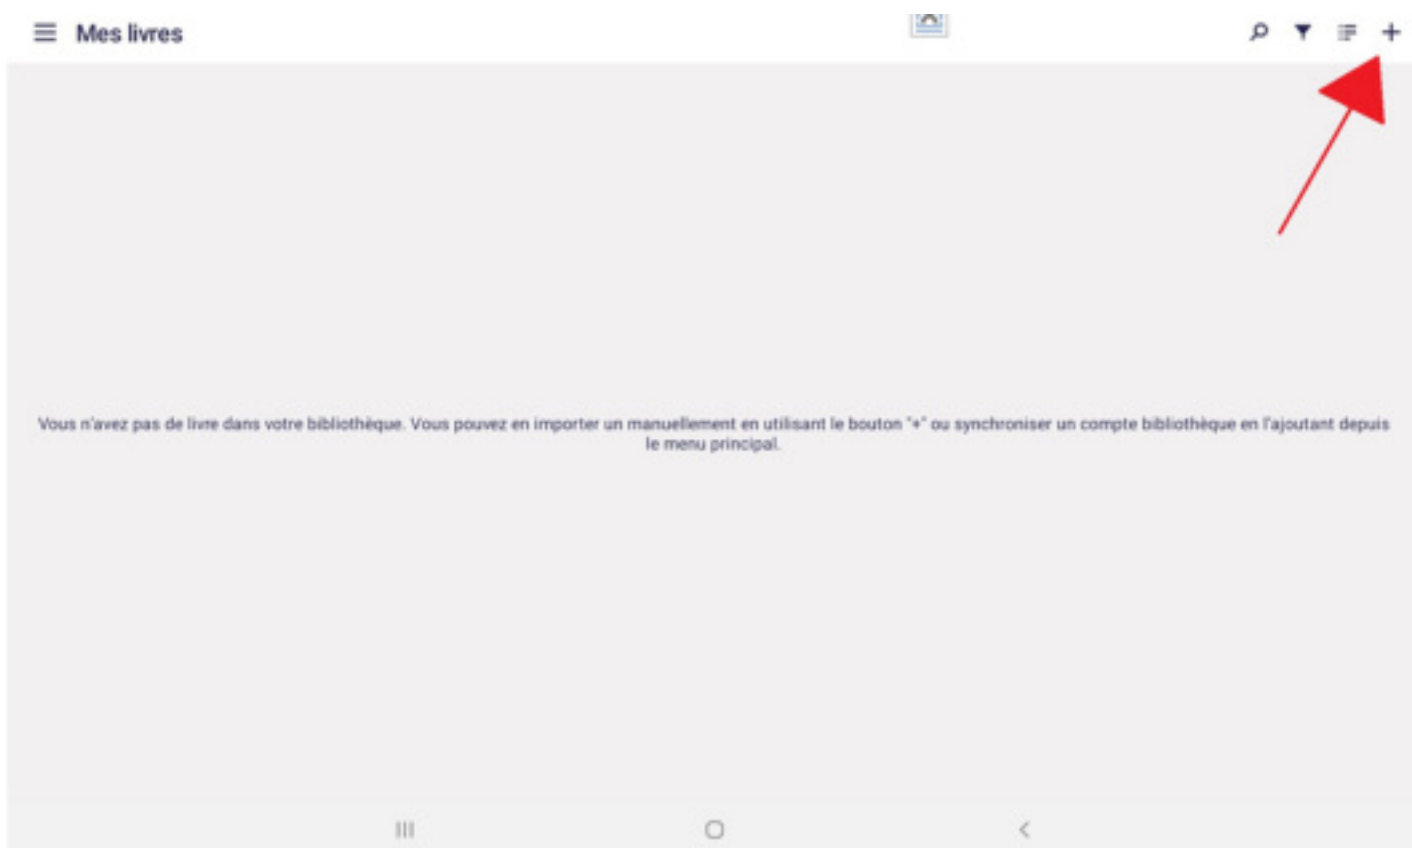 Mes livres
Vous n'avez pas de livre dans votre bibliothèque. Vous pouvez en importer un manuellement en utilisant le bouton "+" ou synchroniser un compte bibliothèque en l'ajoutant depuis
le menu principal.